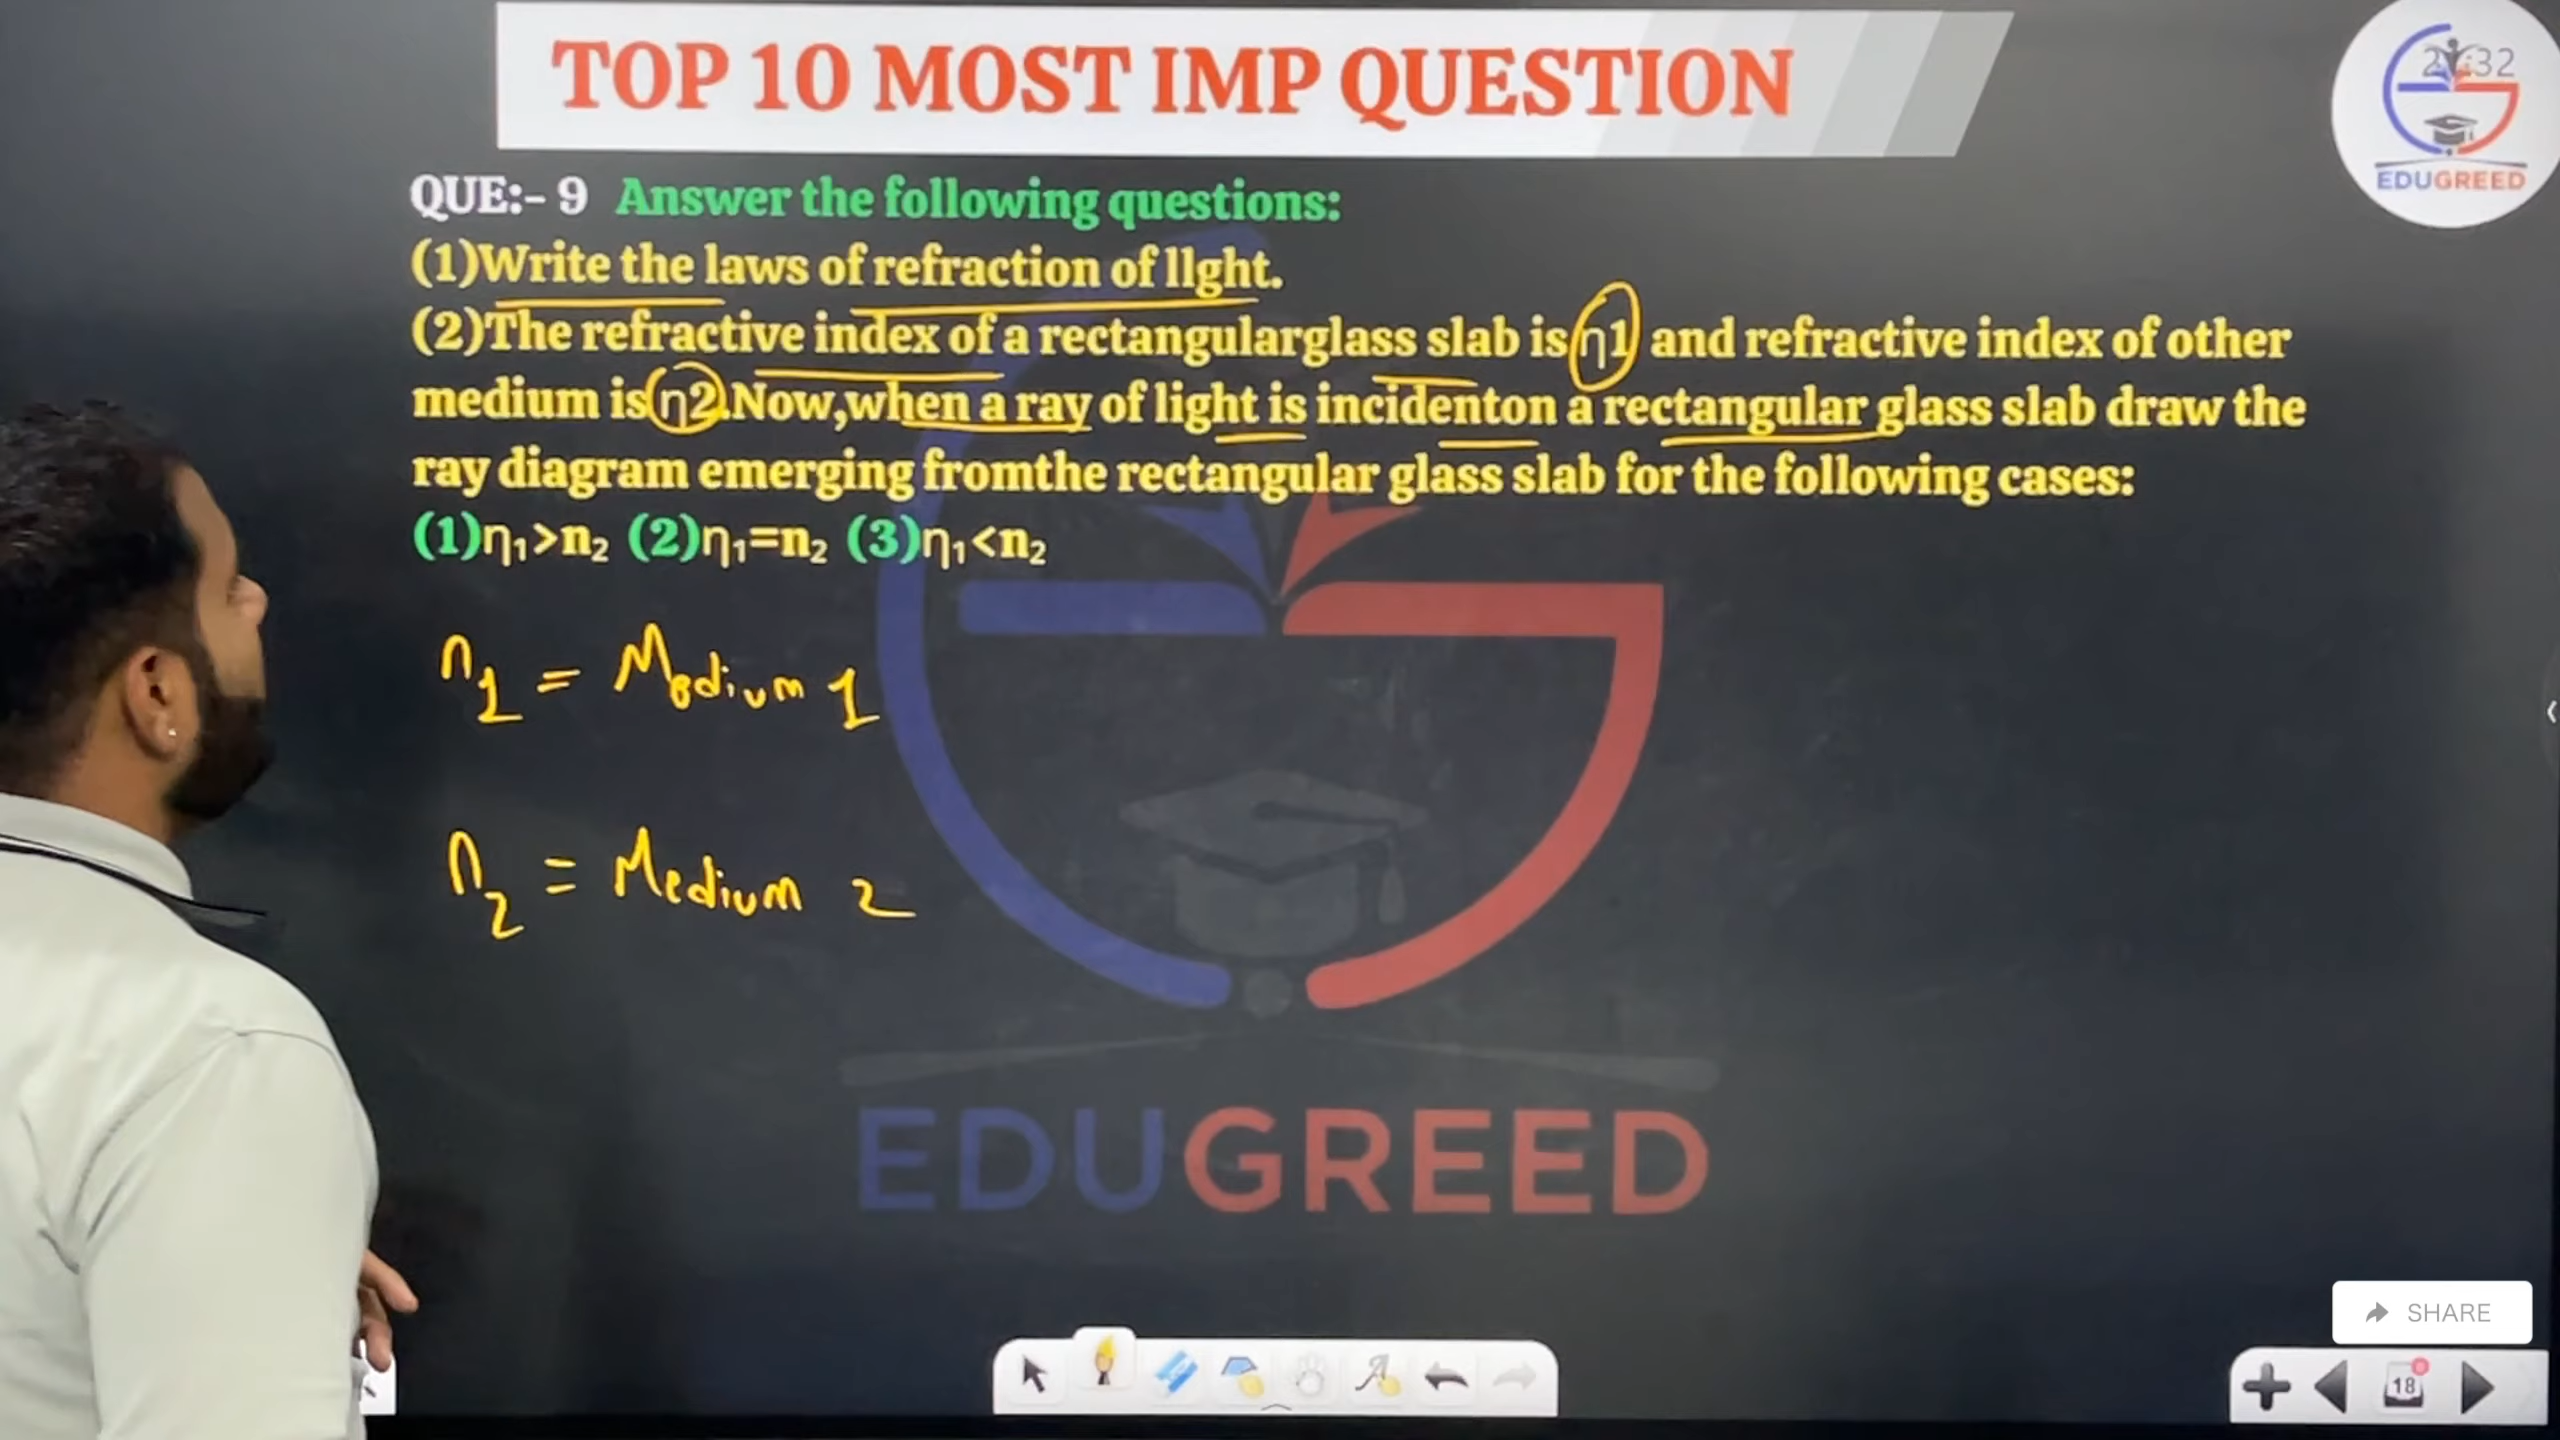 TOP 10 MOST IMP QUESTION
EDUGREED
QUE:- 9 Answer the following questions:
(1)Write the laws of refraction of lIght.
(2)The refractive index of a rectangularglass slab is η1 and refractive index of other
medium is η2.Now,when a ray of light is incidenton a rectangular glass slab draw the
ray diagram emerging fromthe rectangular glass slab for the following cases:
(1)η₁>n₂ (2)η₁=n₂ (3)η₁<n₂
n₁ = Medium 1
n₂ = Medium 2
EDUGREED
SHARE
18